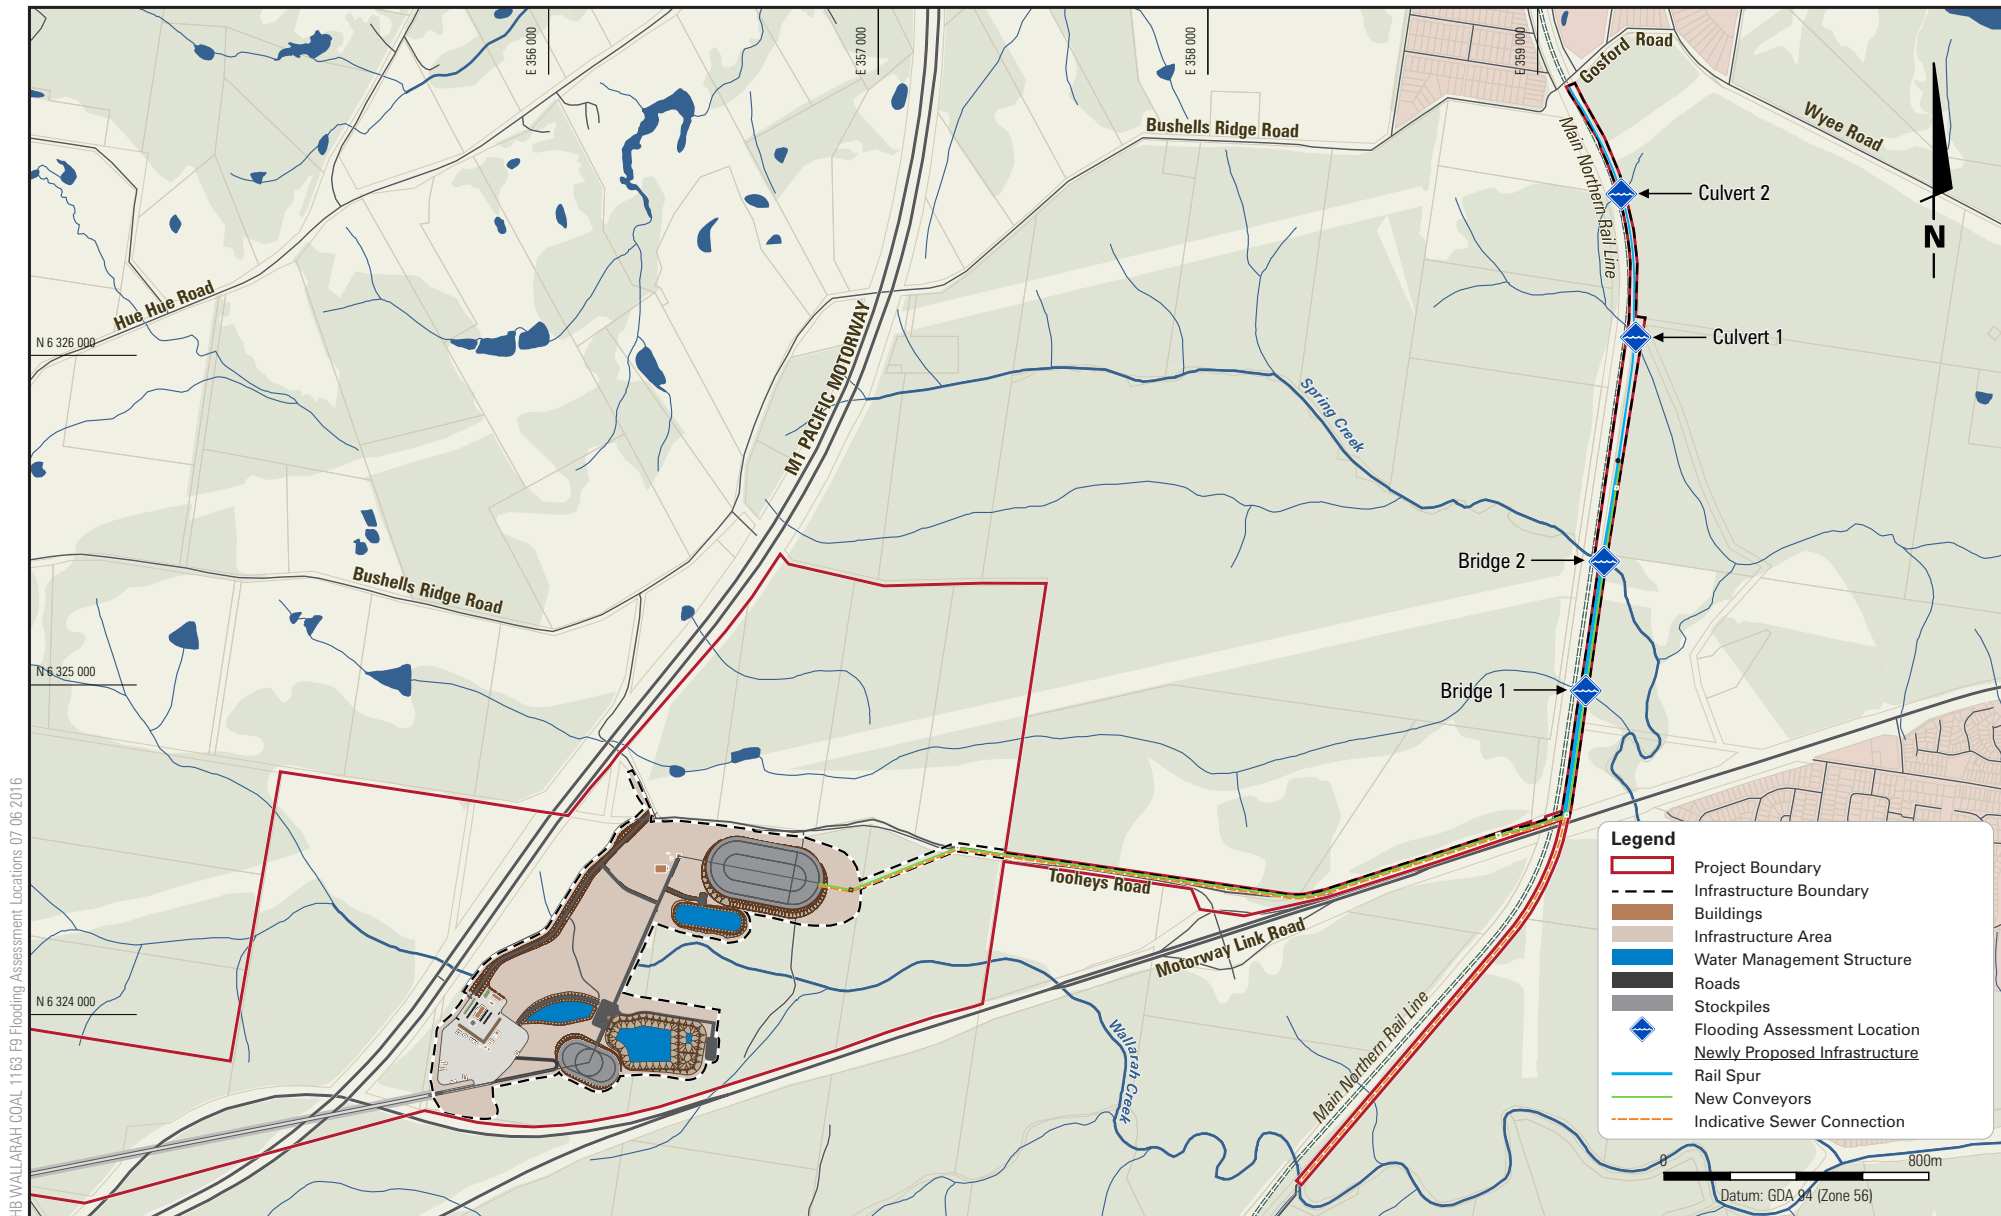 E 356 000
E 357 000
E 358 000
E 359 000
Gosford Road
Wyee Road
Bushells Ridge Road
Main Northern Rail Line
Culvert 2
N
Hue Hue Road
M1 PACIFIC MOTORWAY
N 6 326 000
Culvert 1
Spring Creek
Bridge 2
Bushells Ridge Road
N 6 325 000
Bridge 1
Tooheys Road
Motorway Link Road
N 6 324 000
Wallarah Creek
Main Northern Rail Line
Legend
Project Boundary
Infrastructure Boundary
Buildings
Infrastructure Area
Water Management Structure
Roads
Stockpiles
Flooding Assessment Location
Newly Proposed Infrastructure
Rail Spur
New Conveyors
Indicative Sewer Connection
0 800m
Datum: GDA 94 (Zone 56)
HB WALLARAH COAL 1163 F9 Flooding Assessment Locations 07 06 2016